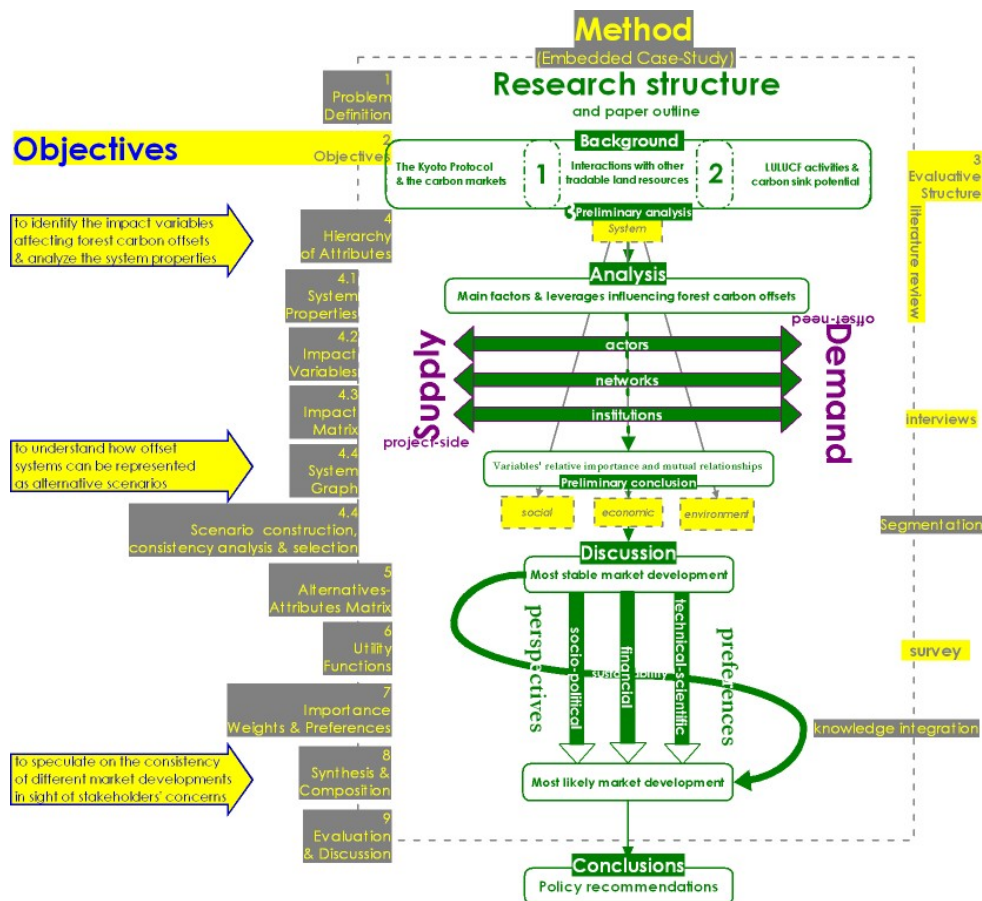 Method
(Embedded Case-Study)
Research structure
and paper outline
1
Problem
Definition
Objectives
2
Objectives
Background
The Kyoto Protocol
& the carbon markets
1
Interactions with other
tradable land resources
2
LULUCF activities &
carbon sink potential
3
Evaluative
Structure
literature review
Preliminary analysis
System
to identify the impact variables
affecting forest carbon offsets
& analyze the system properties
4
Hierarchy
of Attributes
Analysis
Main factors & leverages influencing forest carbon offsets
4.1
System
Properties
4.2
Impact
Variables
4.3
Impact
Matrix
4.4
System
Graph
Supply
project-side
actors
networks
institutions
offset-need
Demand
interviews
to understand how offset
systems can be represented
as alternative scenarios
Variables' relative importance and mutual relationships
Preliminary conclusion
social
economic
environment
4.4
Scenario construction,
consistency analysis & selection
Segmentation
Discussion
Most stable market development
5
Alternatives-
Attributes Matrix
6
Utility
Functions
perspectives
socio-political
financial
technical-scientific
preferences
sustainability
survey
7
Importance
Weights & Preferences
knowledge integration
to speculate on the consistency
of different market developments
in sight of stakeholders' concerns
8
Synthesis &
Composition
Most likely market development
9
Evaluation
& Discussion
Conclusions
Policy recommendations